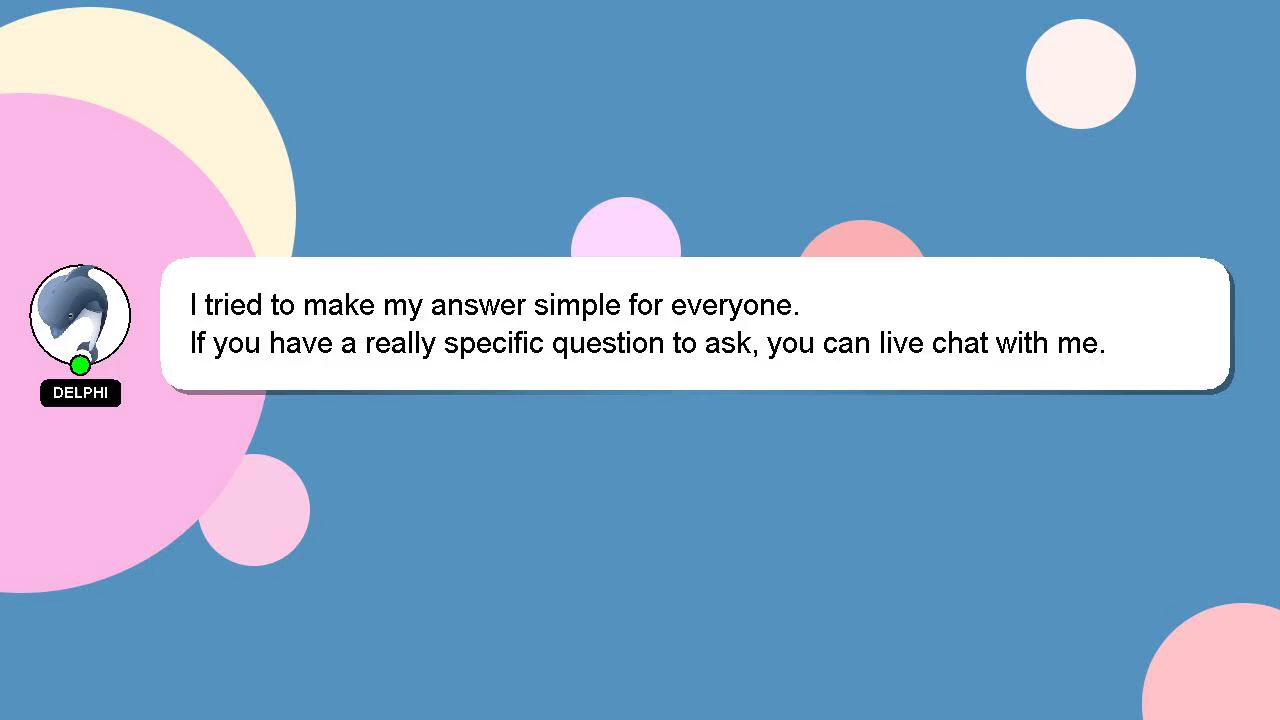 I tried to make my answer simple for everyone.
If you have a really specific question to ask, you can live chat with me.
DELPHI